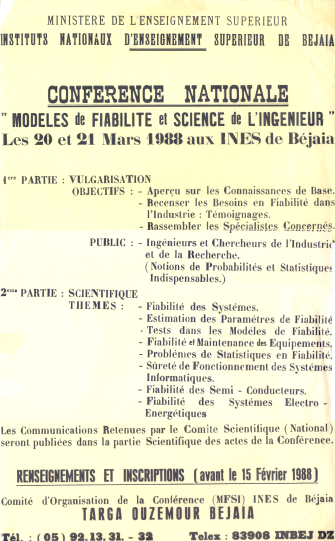 MINISTERE DE L'ENSEIGNEMENT SUPERIEUR
INSTITUTS NATIONAUX D'ENSEIGNEMENT SUPERIEUR DE BEJAIA
CONFERENCE NATIONALE
" MODELES de FIABILITE et SCIENCE de L'INGENIEUR "
Les 20 et 21 Mars 1988 aux INES de Béjaia
1ere PARTIE : VULGARISATION
OBJECTIFS : - Aperçu sur les Connaissances de Base.
- Recenser les Besoins en Fiabilité dans
l'Industrie : Témoignages.
- Rassembler les Spécialistes Concernés.
PUBLIC : - Ingénieurs et Chercheurs de l'Industrie
et de la Recherche.
( Notions de Probabilités et Statistiques
Indispensables.)
2eme PARTIE : SCIENTIFIQUE
THEMES : - Fiabilité des Systémes.
- Estimation des Paramétres de Fiabilité
- Tests dans les Modéles de Fiabilité.
- Fiabilité et Maintenance des Equipements.
- Problémes de Statistiques en Fiabilité.
- Sûreté de Fonctionnement des Systémes
Informatiques.
- Fiabilité des Semi - Conducteurs.
- Fiabilité des Systémes Electro -
Energétiques
Les Communications Retenues par le Comite Scientifique ( National )
seront publiées dans la partie Scientifique des actes de la Conférence.
RENSEIGNEMENTS ET INSCRIPTIONS ( avant le 15 Février 1988 )
Comité d'Organisation de la Conférence (MFSI) INES de Béjaia
TARGA OUZEMOUR BEJAIA
Tél. : ( 05 ) 92.13.31. - 32 Telex : 83908 INBEJ DZ